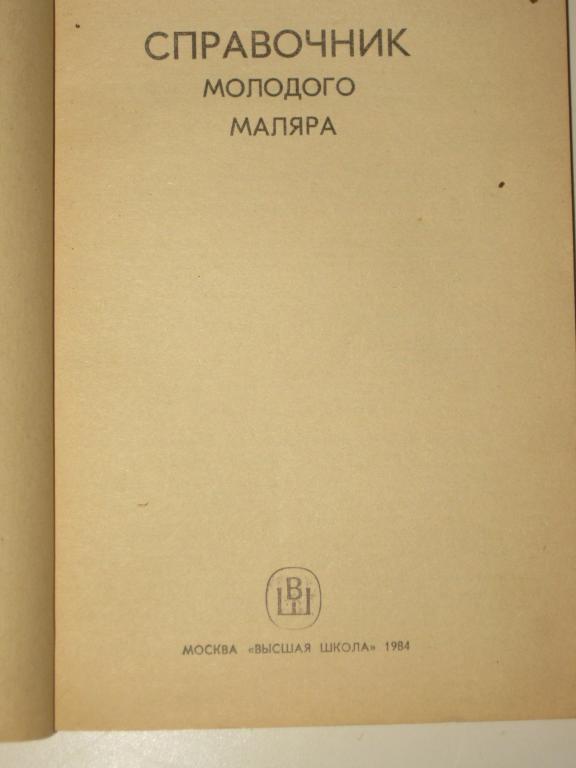 СПРАВОЧНИК
МОЛОДОГО
МАЛЯРА
ВШ
МОСКВА «ВЫСШАЯ ШКОЛА» 1984